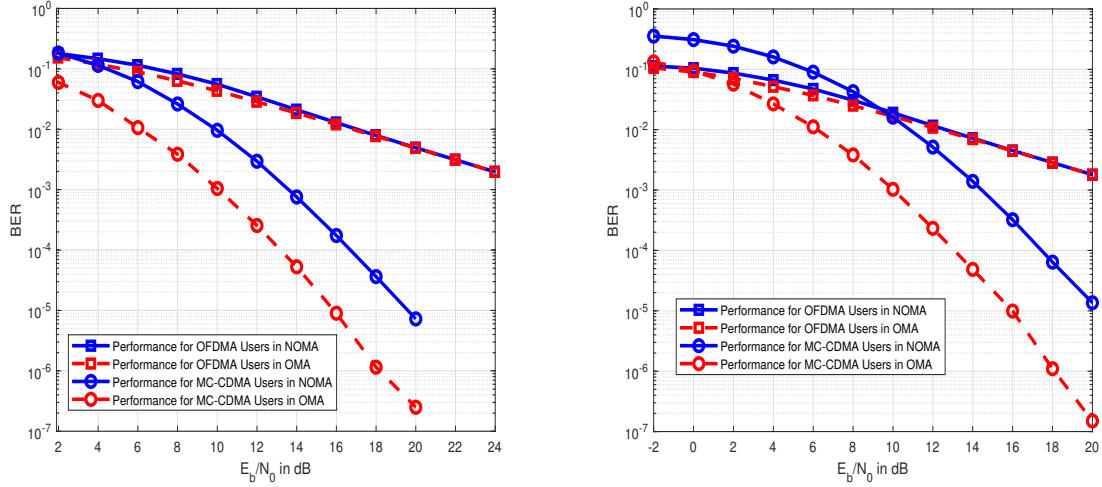 10^0
10^-1
10^-2
10^-3
10^-4
10^-5
10^-6
10^-7
BER
2 4 6 8 10 12 14 16 18 20 22 24
E_b/N_0 in dB
Performance for OFDMA Users in NOMA
Performance for OFDMA Users in OMA
Performance for MC-CDMA Users in NOMA
Performance for MC-CDMA Users in OMA
10^0
10^-1
10^-2
10^-3
10^-4
10^-5
10^-6
10^-7
BER
-2 0 2 4 6 8 10 12 14 16 18 20
E_b/N_0 in dB
Performance for OFDMA Users in NOMA
Performance for OFDMA Users in OMA
Performance for MC-CDMA Users in NOMA
Performance for MC-CDMA Users in OMA